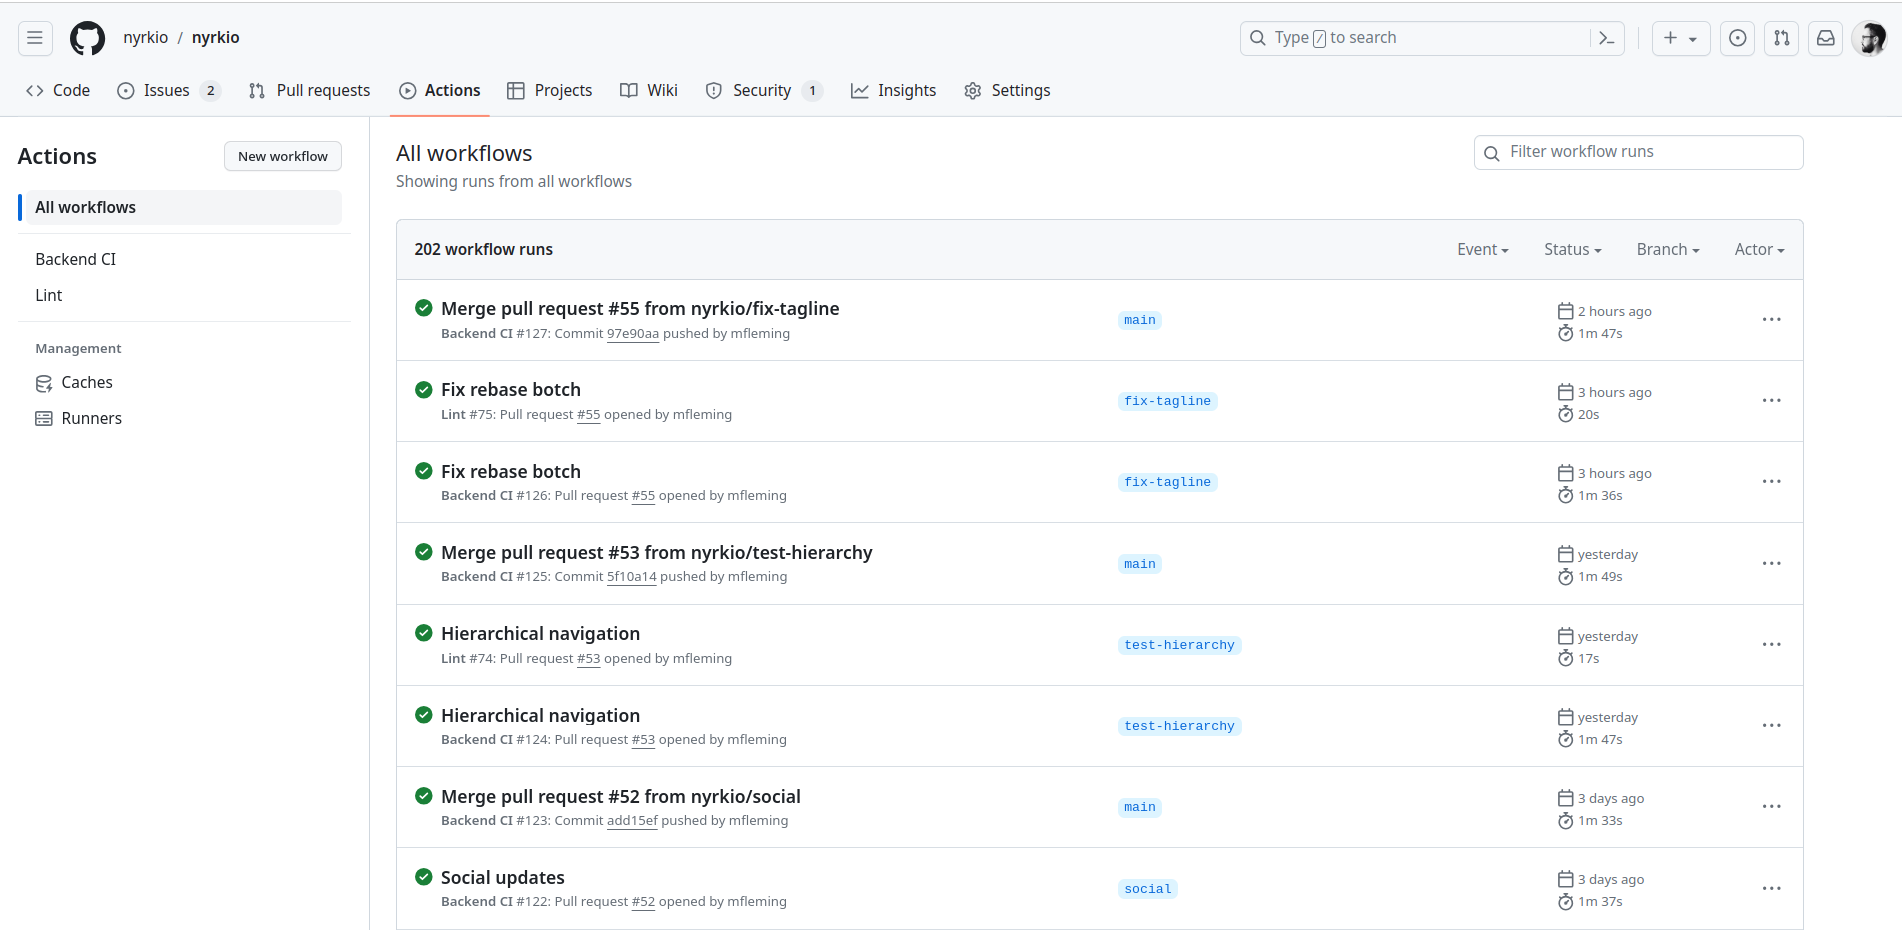 nyrkio / nyrkio
Type / to search
Code
Issues 2
Pull requests
Actions
Projects
Wiki
Security 1
Insights
Settings
Actions
New workflow
All workflows
Backend CI
Lint
Management
Caches
Runners
All workflows
Showing runs from all workflows
Filter workflow runs
202 workflow runs
Event
Status
Branch
Actor
Merge pull request #55 from nyrkio/fix-tagline
Backend CI #127: Commit 97e90aa pushed by mfleming
main
2 hours ago
1m 47s
Fix rebase botch
Lint #75: Pull request #55 opened by mfleming
fix-tagline
3 hours ago
20s
Fix rebase botch
Backend CI #126: Pull request #55 opened by mfleming
fix-tagline
3 hours ago
1m 36s
Merge pull request #53 from nyrkio/test-hierarchy
Backend CI #125: Commit 5f10a14 pushed by mfleming
main
yesterday
1m 49s
Hierarchical navigation
Lint #74: Pull request #53 opened by mfleming
test-hierarchy
yesterday
17s
Hierarchical navigation
Backend CI #124: Pull request #53 opened by mfleming
test-hierarchy
yesterday
1m 47s
Merge pull request #52 from nyrkio/social
Backend CI #123: Commit add15ef pushed by mfleming
main
3 days ago
1m 33s
Social updates
Backend CI #122: Pull request #52 opened by mfleming
social
3 days ago
1m 37s